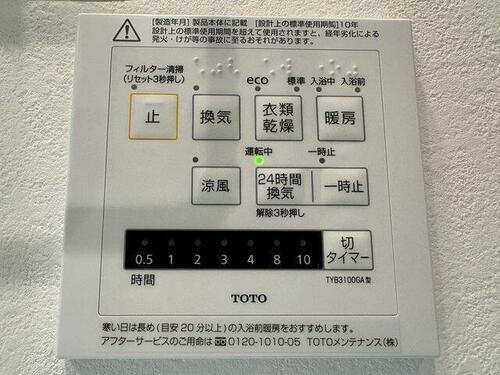 [製造年月] 製品本体に記載 [設計上の標準使用期間] 10年
設計上の標準使用期間を超えて使用されますと、経年劣化による
発火・けが等の事故に至るおそれがあります。
フィルター清掃
(リセット3秒押し)
eco 標準 入浴中 入浴前
止 換気 衣類乾燥 暖房
運転中 一時止
涼風 24時間換気 一時止
解除3秒押し
0.5 1 2 3 4 6 8 10
時間
切タイマー
TYB3100GA型
TOTO
寒い日は長め (目安 20分以上) の入浴前暖房をおすすめします。
アフターサービスのご用命は 0120-1010-05 TOTOメンテナンス(株)